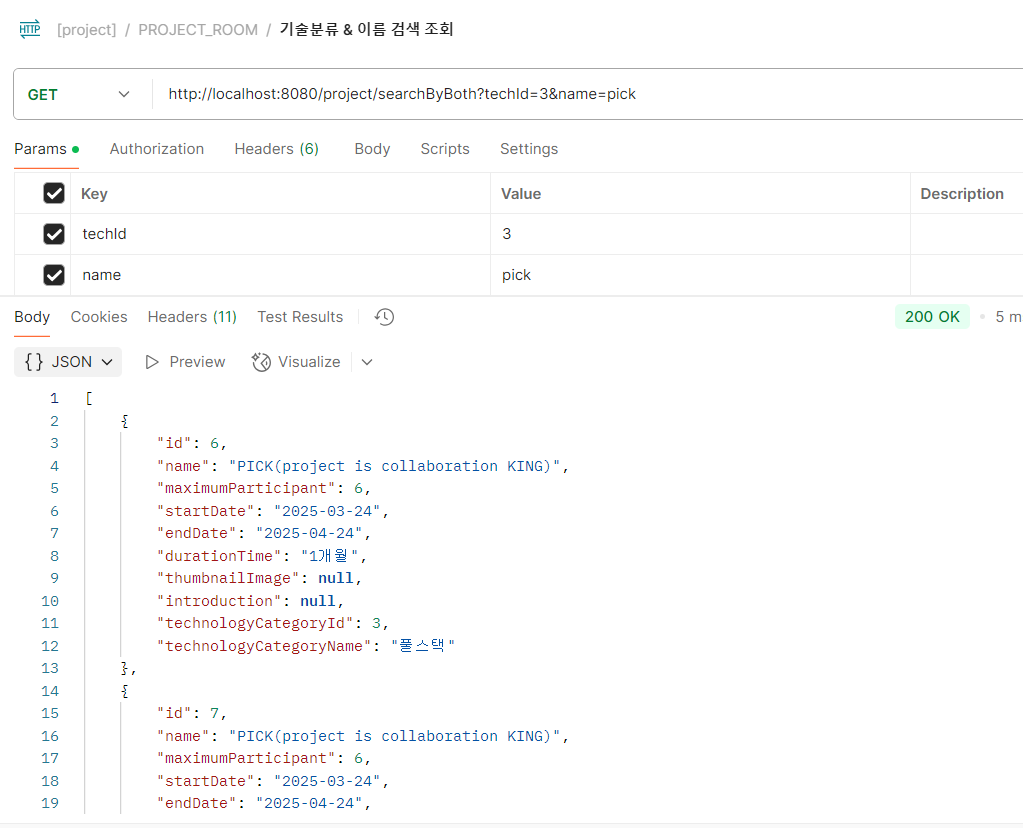 HTTP [project] / PROJECT_ROOM / 기술분류 & 이름 검색 조회
GET http://localhost:8080/project/searchByBoth?techId=3&name=pick
Params Authorization Headers (6) Body Scripts Settings
Key Value Description
techId 3
name pick
Body Cookies Headers (11) Test Results 200 OK • 5 m
{} JSON Preview Visualize
1 [
2 {
3 "id": 6,
4 "name": "PICK(project is collaboration KING)",
5 "maximumParticipant": 6,
6 "startDate": "2025-03-24",
7 "endDate": "2025-04-24",
8 "durationTime": "1개월",
9 "thumbnailImage": null,
10 "introduction": null,
11 "technologyCategoryId": 3,
12 "technologyCategoryName": "풀스택"
13 },
14 {
15 "id": 7,
16 "name": "PICK(project is collaboration KING)",
17 "maximumParticipant": 6,
18 "startDate": "2025-03-24",
19 "endDate": "2025-04-24",